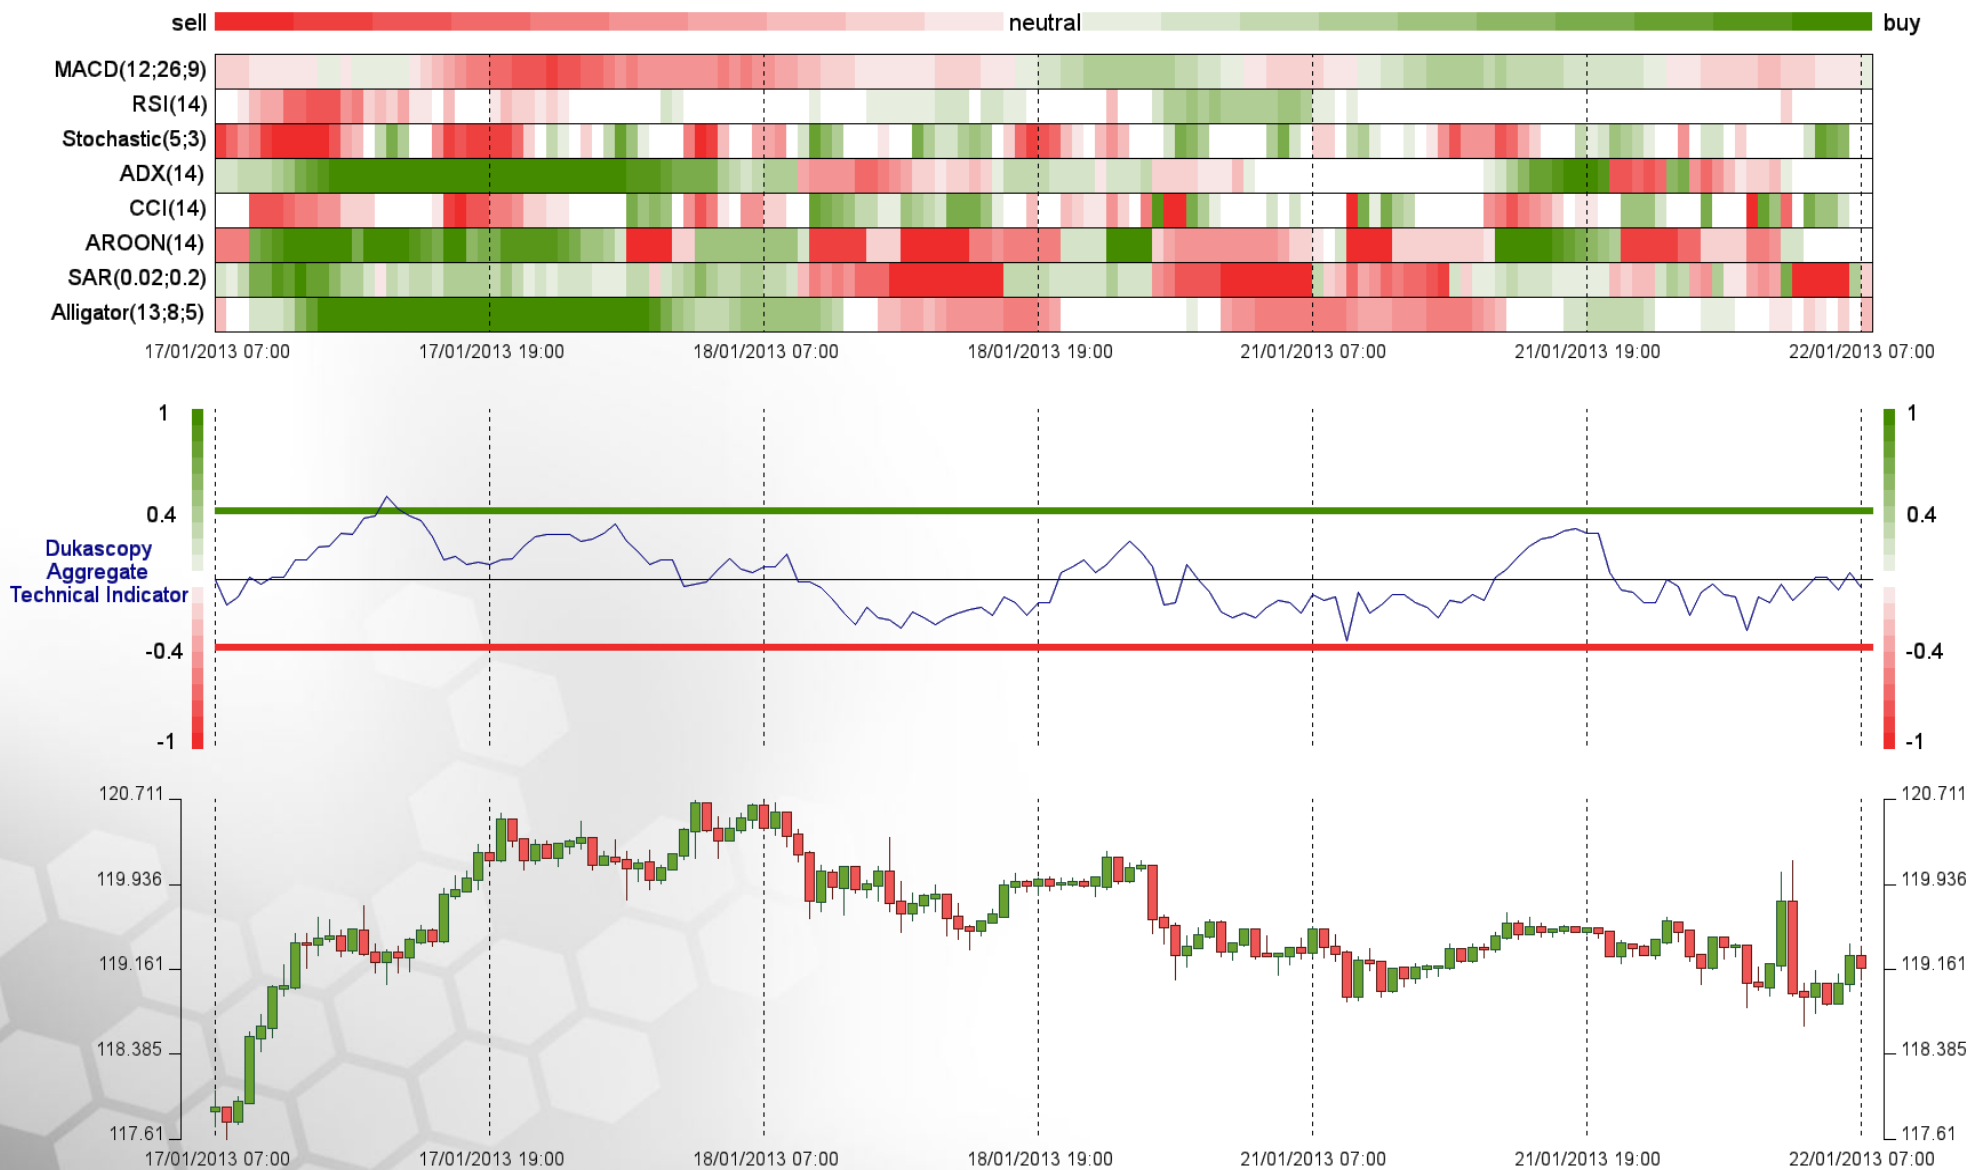 sell neutral buy
MACD(12;26;9)
RSI(14)
Stochastic(5;3)
ADX(14)
CCI(14)
AROON(14)
SAR(0.02;0.2)
Alligator(13;8;5)
17/01/2013 07:00 17/01/2013 19:00 18/01/2013 07:00 18/01/2013 19:00 21/01/2013 07:00 21/01/2013 19:00 22/01/2013 07:00
1 1
0.4 0.4
Dukascopy
Aggregate
Technical Indicator
-0.4 -0.4
-1 -1
120.711 120.711
119.936 119.936
119.161 119.161
118.385 118.385
117.61 117.61
17/01/2013 07:00 17/01/2013 19:00 18/01/2013 07:00 18/01/2013 19:00 21/01/2013 07:00 21/01/2013 19:00 22/01/2013 07:00